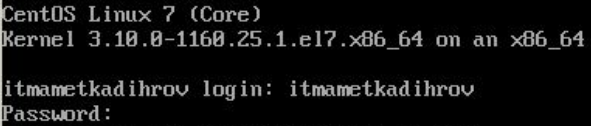 CentOS Linux 7 (Core)
Kernel 3.10.0-1160.25.1.el7.x86_64 on an x86_64
itmametkadihrov login: itmametkadihrov
Password: